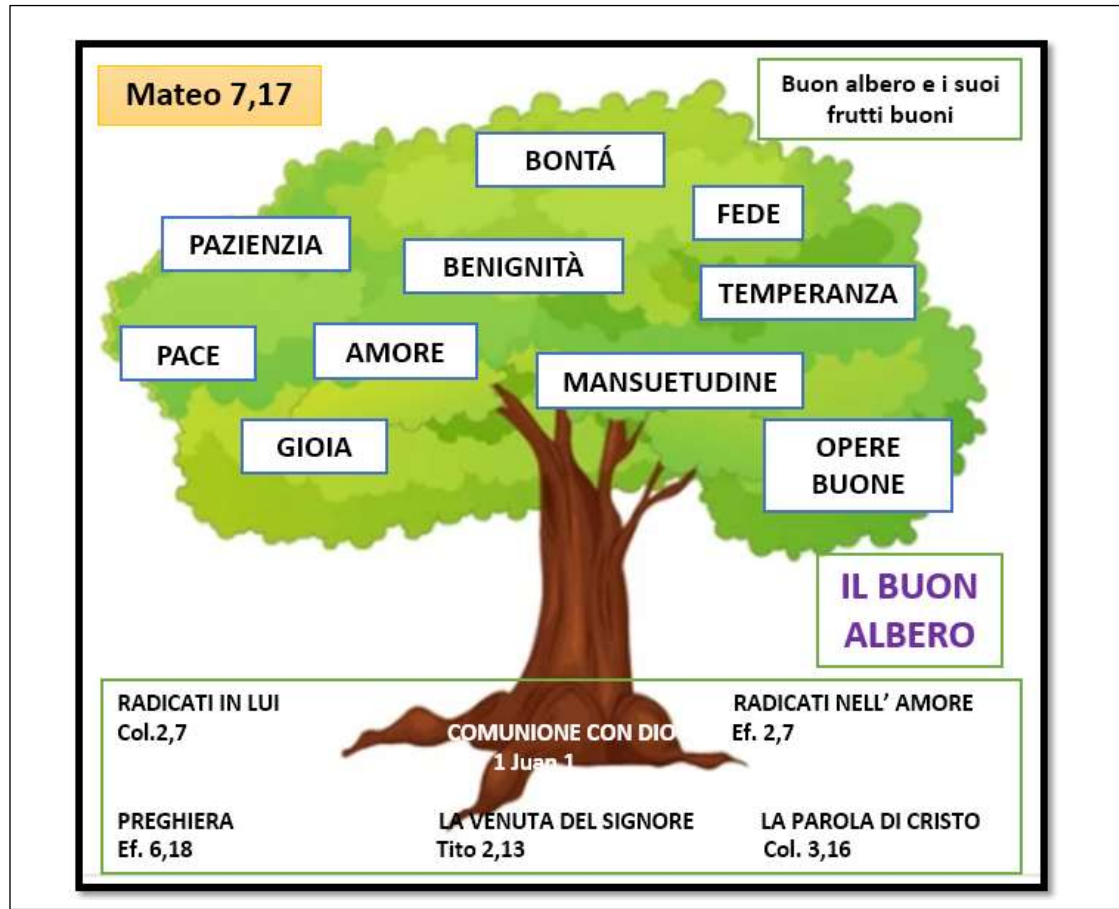 Mateo 7,17
Buon albero e i suoi
frutti buoni
BONTÁ
FEDE
PAZIENZIA
BENIGNITÀ
TEMPERANZA
PACE
AMORE
MANSUETUDINE
GIOIA
OPERE
BUONE
IL BUON
ALBERO
RADICATI IN LUI
Col.2,7
COMUNIONE CON DIO
1 Juan 1
RADICATI NELL’ AMORE
Ef. 2,7
PREGHIERA
Ef. 6,18
LA VENUTA DEL SIGNORE
Tito 2,13
LA PAROLA DI CRISTO
Col. 3,16